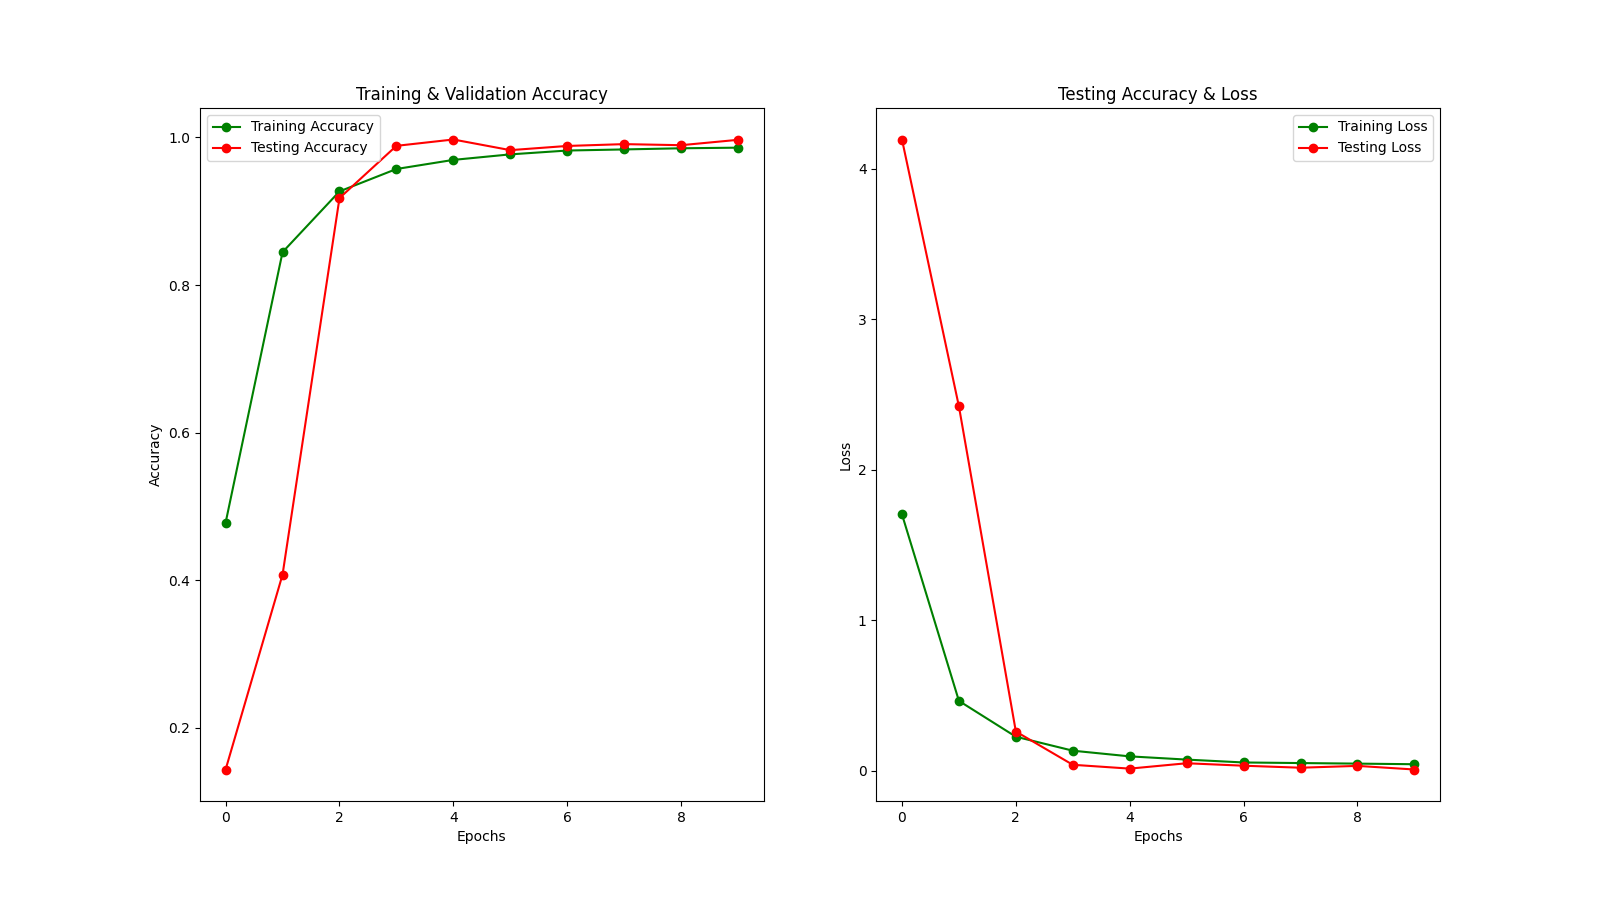 Training & Validation Accuracy
Training Accuracy
Testing Accuracy
1.0
0.8
0.6
0.4
0.2
Accuracy
0 2 4 6 8
Epochs
Testing Accuracy & Loss
Training Loss
Testing Loss
4
3
2
1
0
Loss
0 2 4 6 8
Epochs